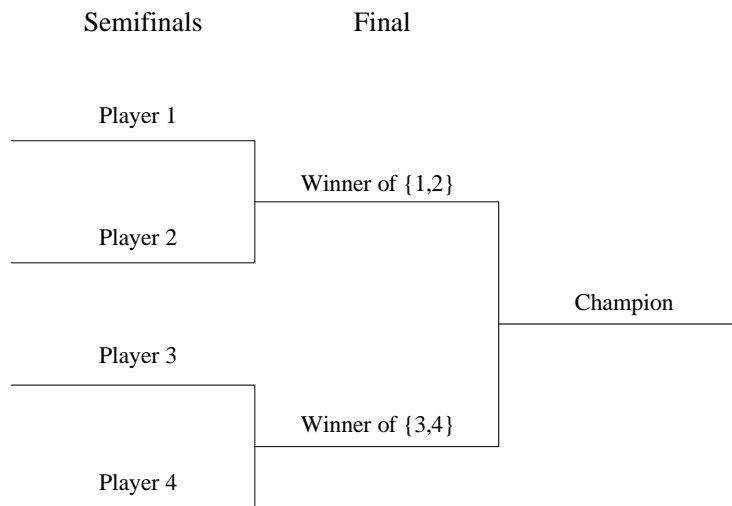 Semifinals Final
Player 1
Winner of {1,2}
Player 2
Champion
Player 3
Winner of {3,4}
Player 4